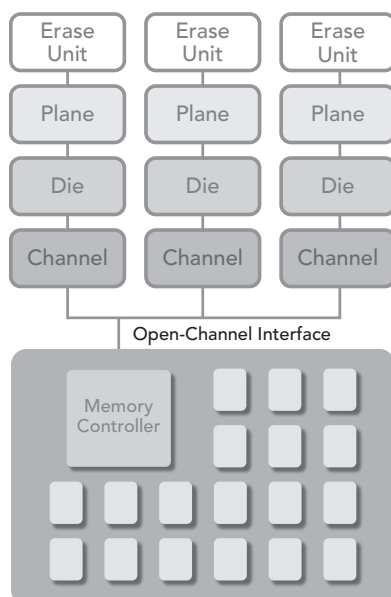 Erase
Unit
Erase
Unit
Erase
Unit
Plane
Plane
Plane
Die
Die
Die
Channel
Channel
Channel
Open-Channel Interface
Memory
Controller